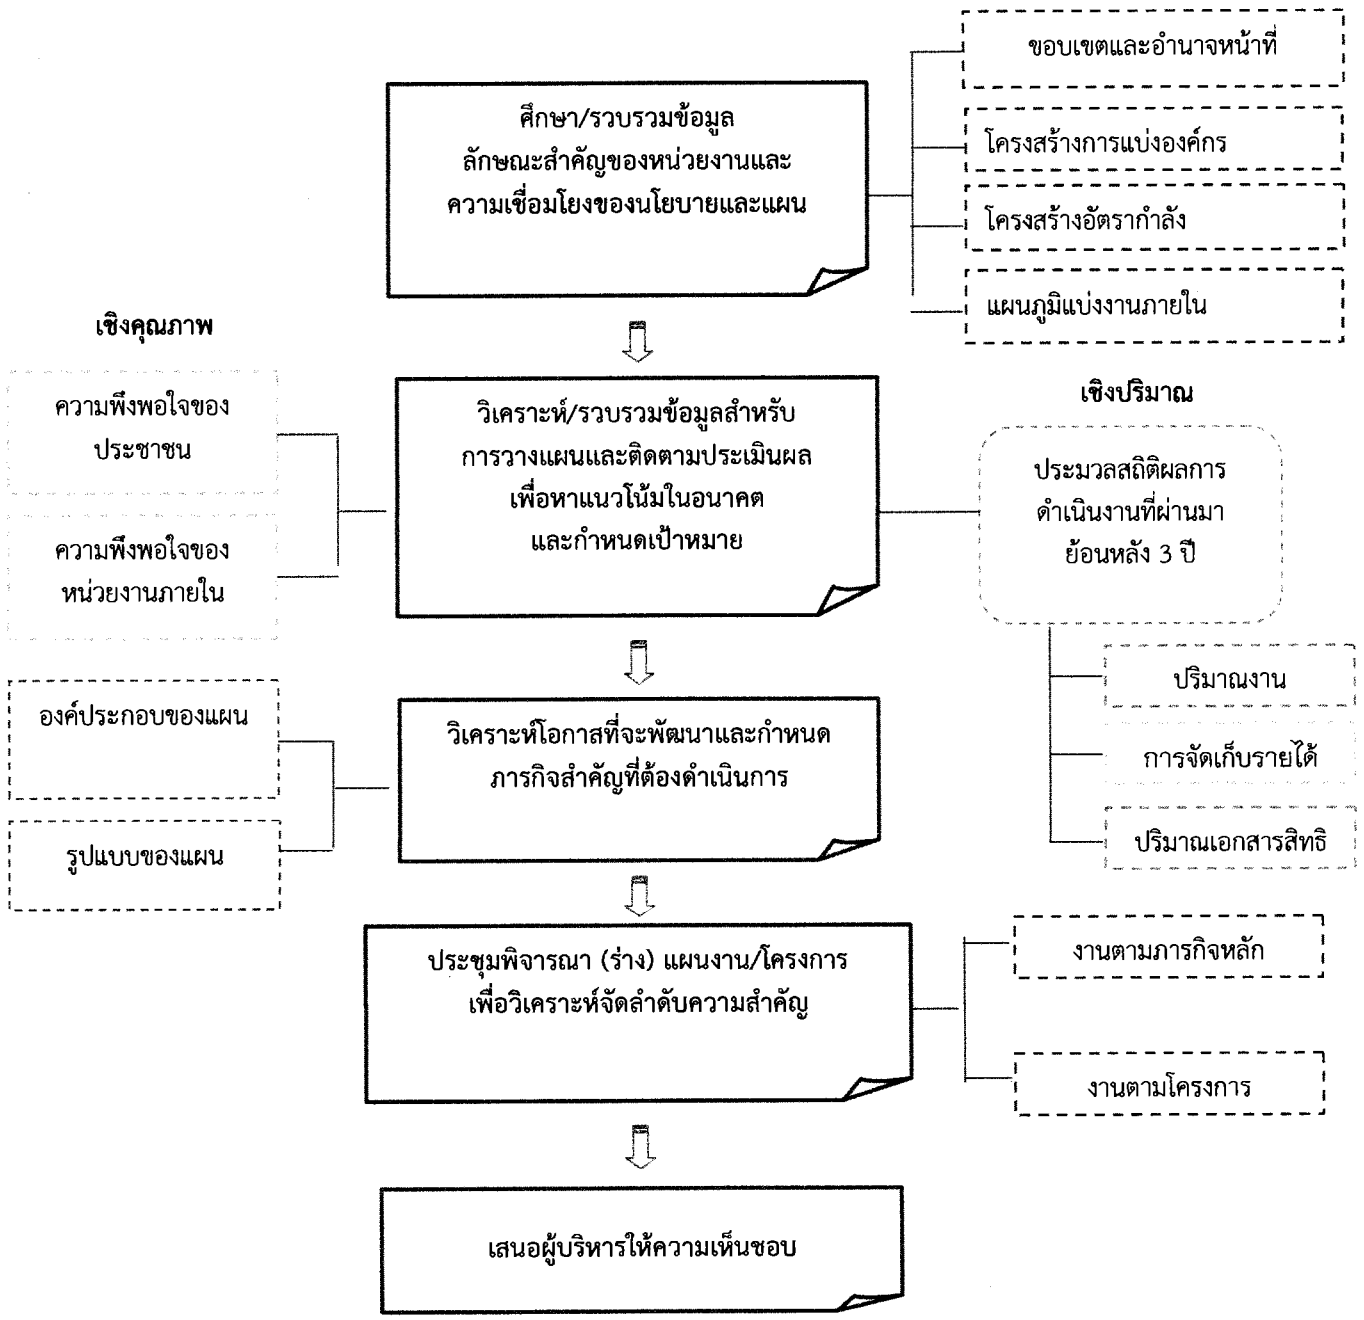 ศึกษา/รวบรวมข้อมูล
ลักษณะสำคัญของหน่วยงานและ
ความเชื่อมโยงของนโยบายและแผน
ขอบเขตและอำนาจหน้าที่
โครงสร้างการแบ่งองค์กร
โครงสร้างอัตรากำลัง
แผนภูมิแบ่งงานภายใน
เชิงคุณภาพ
ความพึงพอใจของ
ประชาชน
ความพึงพอใจของ
หน่วยงานภายใน
วิเคราะห์/รวบรวมข้อมูลสำหรับ
การวางแผนและติดตามประเมินผล
เพื่อหาแนวโน้มในอนาคต
และกำหนดเป้าหมาย
เชิงปริมาณ
ประมวลสถิติผลการ
ดำเนินงานที่ผ่านมา
ย้อนหลัง 3 ปี
ปริมาณงาน
การจัดเก็บรายได้
ปริมาณเอกสารสิทธิ
องค์ประกอบของแผน
รูปแบบของแผน
วิเคราะห์โอกาสที่จะพัฒนาและกำหนด
ภารกิจสำคัญที่ต้องดำเนินการ
ประชุมพิจารณา (ร่าง) แผนงาน/โครงการ
เพื่อวิเคราะห์จัดลำดับความสำคัญ
งานตามภารกิจหลัก
งานตามโครงการ
เสนอผู้บริหารให้ความเห็นชอบ